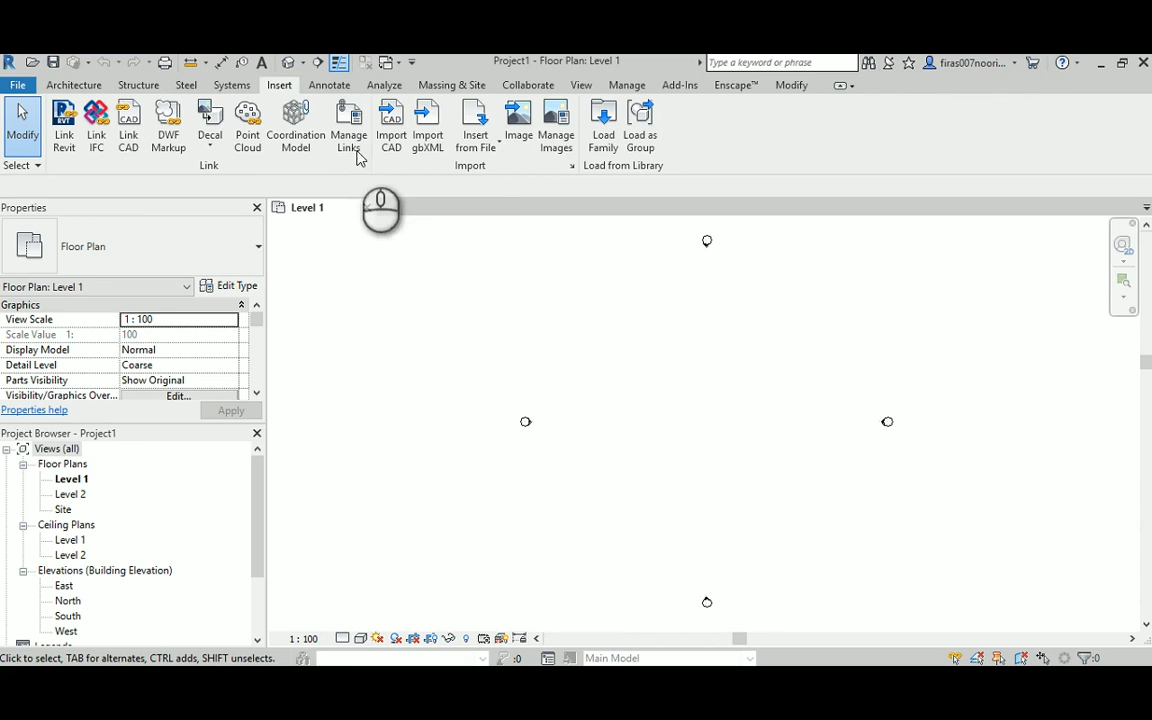 Project1 - Floor Plan: Level 1
Type a keyword or phrase
firas007noori...
File Architecture Structure Steel Systems Insert Annotate Analyze Massing & Site Collaborate View Manage Add-Ins Enscape™ Modify
Modify
Link Revit
Link IFC
Link CAD
DWF Markup
Decal
Point Cloud
Coordination Model
Manage Links
Import CAD
Import gbXML
Insert from File
Image
Manage Images
Load Family
Load as Group
Select
Link
Import
Load from Library
Properties
Level 1
Floor Plan
Floor Plan: Level 1
Edit Type
Graphics
View Scale 1 : 100
Scale Value 1: 100
Display Model Normal
Detail Level Coarse
Parts Visibility Show Original
Visibility/Graphics Over... Edit...
Properties help
Apply
Project Browser - Project1
Views (all)
Floor Plans
Level 1
Level 2
Site
Ceiling Plans
Level 1
Level 2
Elevations (Building Elevation)
East
North
South
West
1 : 100
Click to select, TAB for alternates, CTRL adds, SHIFT unselects.
:0
Main Model
:0